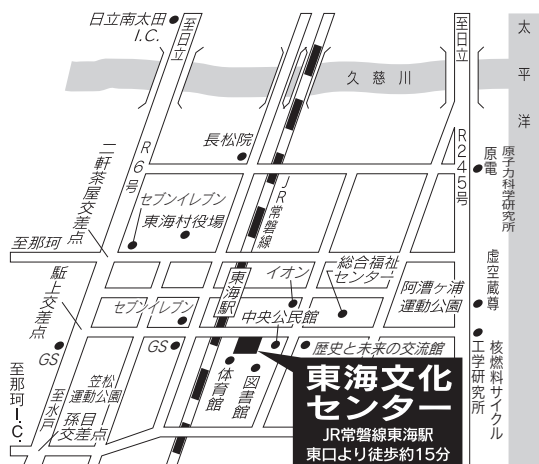 日立南太田
I.C.
至日立
至日立
太平洋
久慈川
長松院
R6号
R245号
原電
原子力科学研究所
二軒茶屋交差点
セブンイレブン
東海村役場
JR常磐線
至那珂
虚空蔵尊
総合福祉
センター
イオン
東海駅
阿漕ヶ浦
運動公園
駈上交差点
セブンイレブン
中央公民館
GS
GS
歴史と未来の交流館
核燃料サイクル
工学研究所
体育館
図書館
至那珂I.C.
至水戸
笠松
運動公園
孫目
交差点
東海文化
センター
JR常磐線東海駅
東口より徒歩約15分